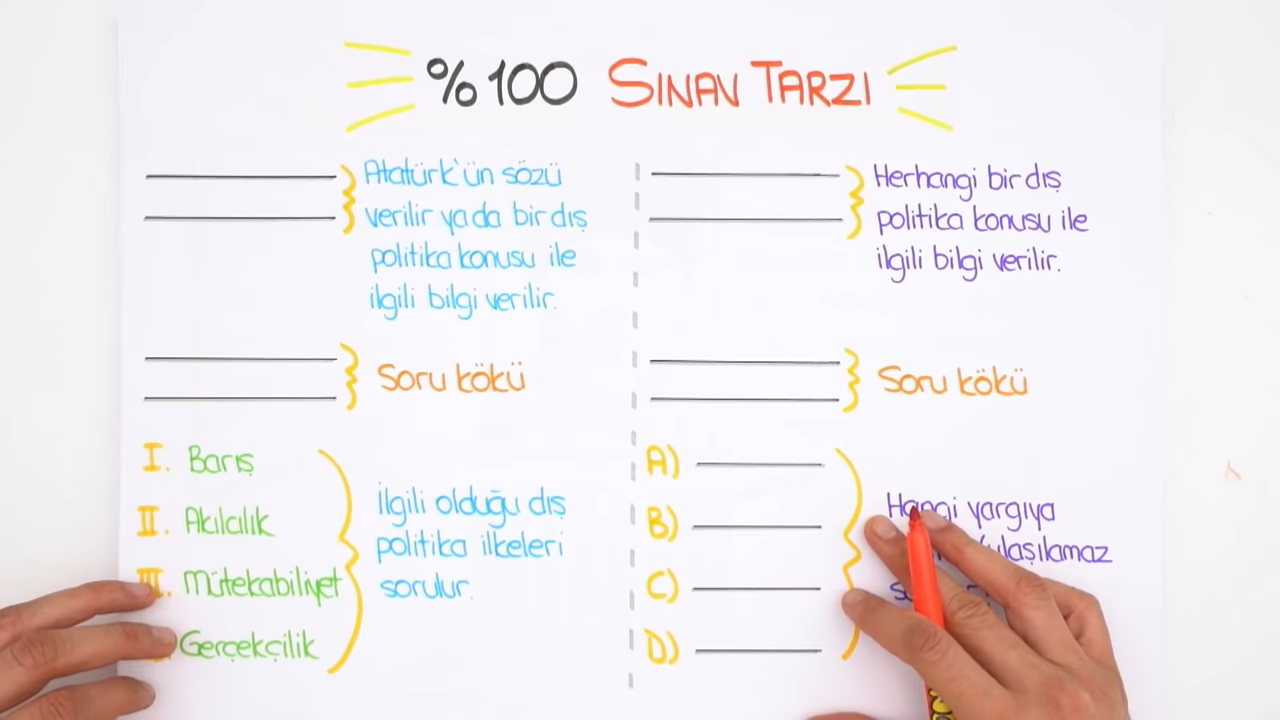 %100 SINAV TARZI
Atatürk'ün sözü
verilir ya da bir dış
politika konusu ile
ilgili bilgi verilir.
Soru kökü
I. Barış
II. Akılcılık
III. Mütekabiliyet
Gerçekçilik
İlgili olduğu dış
politika ilkeleri
sorulur.
Herhangi bir dış
politika konusu ile
ilgili bilgi verilir.
Soru kökü
A)
B)
C)
D)
Hangi yargıya
ulaşılamaz